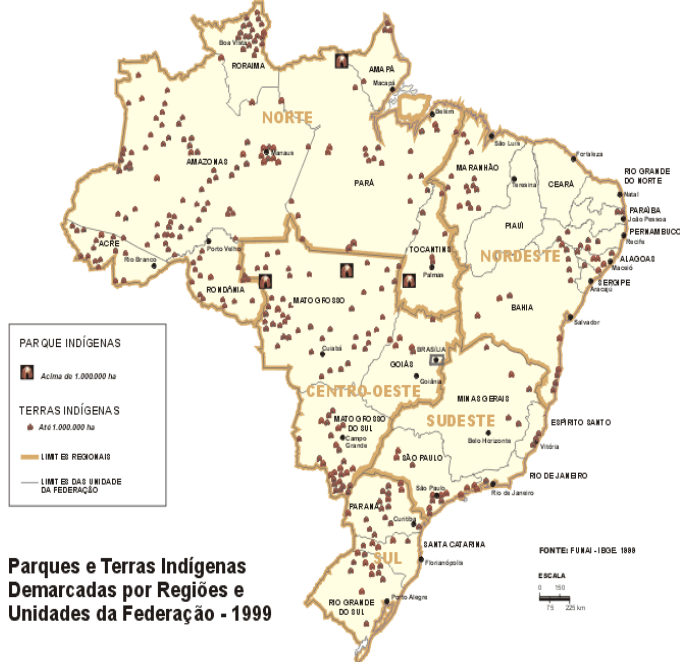 Boa Vista
RORAIMA
AMAPÁ
Macapá
NORTE
Belém
Manaus
AMAZONAS
PARÁ
São Luís
MARANHÃO
Fortaleza
Teresina
CEARÁ
RIO GRANDE
DO NORTE
Natal
PARAÍBA
João Pessoa
PERNAMBUCO
Recife
PIAUÍ
NORDESTE
ALAGOAS
Maceió
SERGIPE
Aracajú
ACRE
Rio Branco
Porto Velho
RONDÔNIA
TOCANTINS
Palmas
MATO GROSSO
BAHIA
Salvador
Cuiabá
GOIÁS
BRASÍLIA
Goiânia
CENTRO-OESTE
MINAS GERAIS
SUDESTE
Belo Horizonte
ESPÍRITO SANTO
Vitória
MATO GROSSO
DO SUL
Campo
Grande
SÃO PAULO
São Paulo
RIO DE JANEIRO
Rio de Janeiro
PARANÁ
Curitiba
SANTA CATARINA
Florianópolis
SUL
RIO GRANDE
DO SUL
Porto Alegre
PARQUE INDÍGENAS
Acima de 1.000.000 ha
TERRAS INDÍGENAS
Até 1.000.000 ha
LIMITES REGIONAIS
LIMITES DAS UNIDADE
DA FEDERAÇÃO
Parques e Terras Indígenas
Demarcadas por Regiões e
Unidades da Federação - 1999
FONTE: FUNAI - IBGE. 1999
ESCALA
0 150
75 225 km